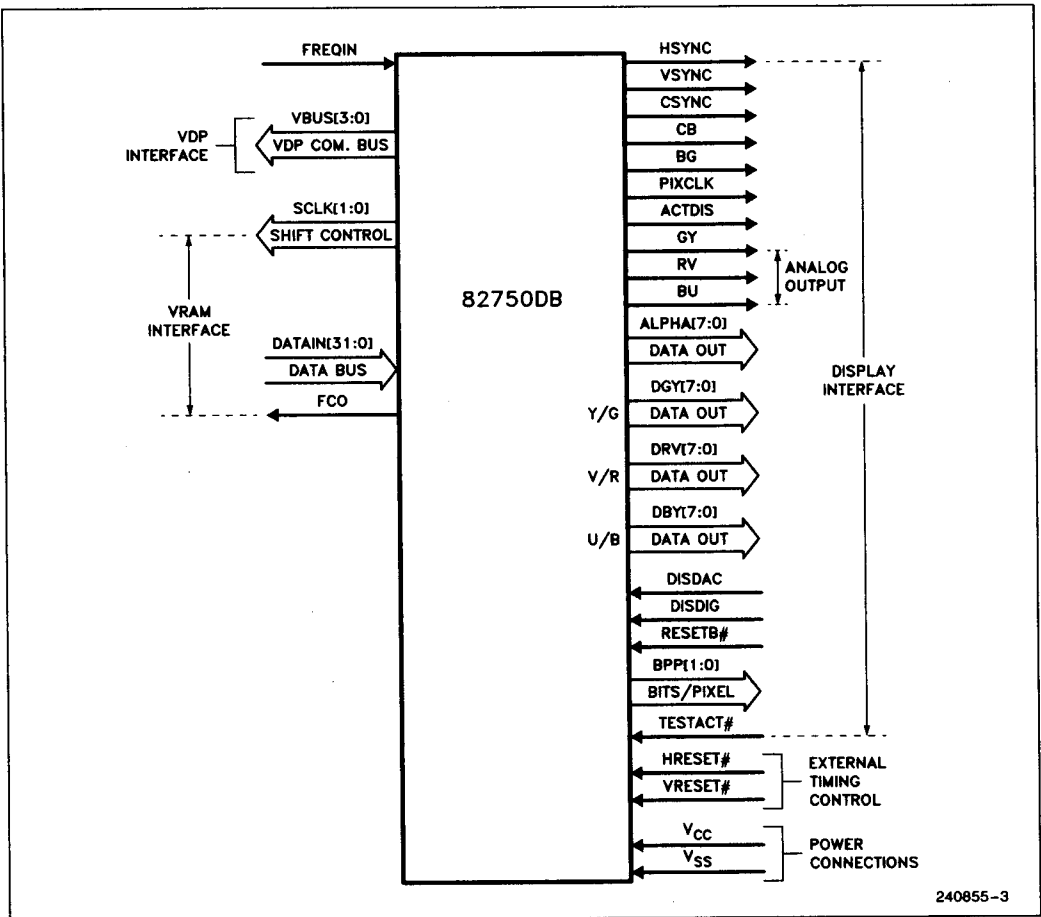 FREQIN
VBUS[3:0]
VDP COM. BUS
VDP
INTERFACE
SCLK[1:0]
SHIFT CONTROL
VRAM
INTERFACE
DATAIN[31:0]
DATA BUS
FCO
82750DB
HSYNC
VSYNC
CSYNC
CB
BG
PIXCLK
ACTDIS
GY
RV
BU
ANALOG
OUTPUT
ALPHA[7:0]
DATA OUT
DGY[7:0]
Y/G
DATA OUT
DRV[7:0]
V/R
DATA OUT
DBY[7:0]
U/B
DATA OUT
DISPLAY
INTERFACE
DISDAC
DISDIG
RESETB#
BPP[1:0]
BITS/PIXEL
TESTACT#
HRESET#
VRESET#
EXTERNAL
TIMING
CONTROL
VCC
VSS
POWER
CONNECTIONS
240855-3